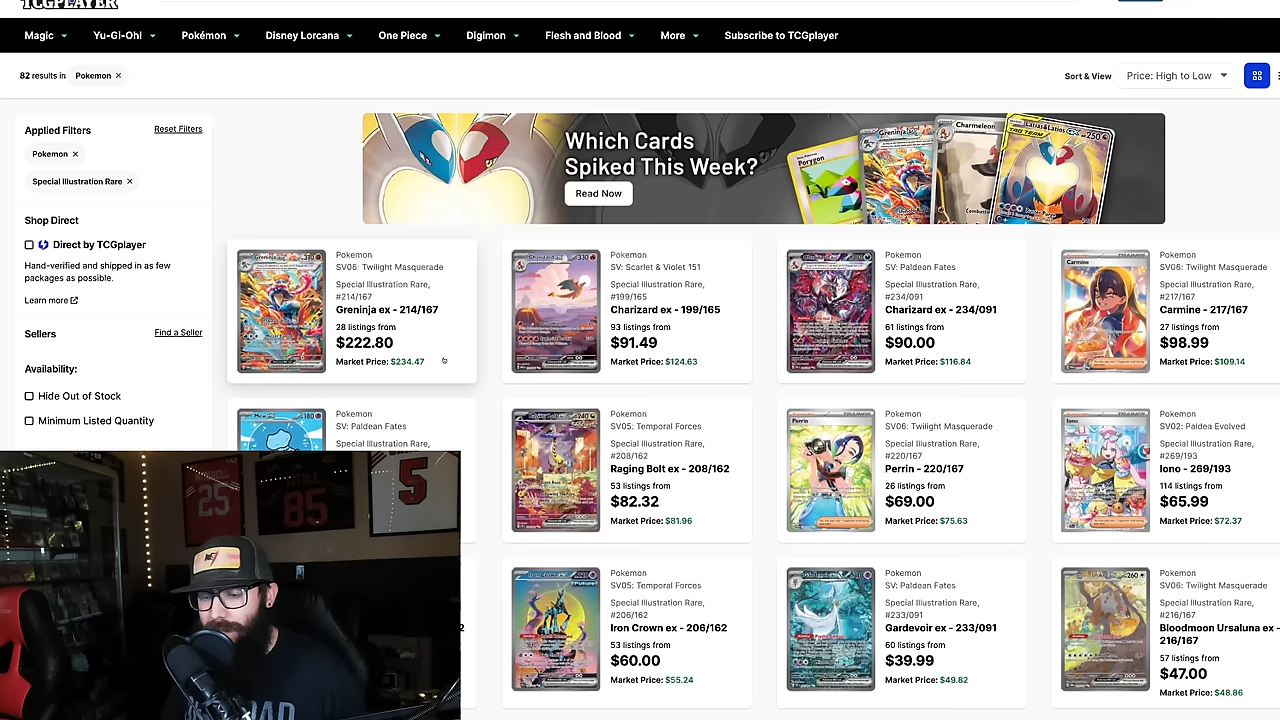 TCGPLAYER
Magic
Yu-Gi-Oh!
Pokémon
Disney Lorcana
One Piece
Digimon
Flesh and Blood
More
Subscribe to TCGplayer
82 results in Pokemon ×
Sort & View
Price: High to Low
Applied Filters
Reset Filters
Pokemon ×
Special Illustration Rare ×
Shop Direct
Direct by TCGplayer
Hand-verified and shipped in as few
packages as possible.
Learn more
Sellers
Find a Seller
Availability:
Hide Out of Stock
Minimum Listed Quantity
Which Cards
Spiked This Week?
Read Now
Porygon
Greninja
Charmeleon
TAG TEAM
250
Pokemon
SV06: Twilight Masquerade
Special Illustration Rare,
#214/167
Greninja ex - 214/167
28 listings from
$222.80
Market Price: $234.47
Pokemon
SV: Scarlet & Violet 151
Special Illustration Rare,
#199/165
Charizard ex - 199/165
93 listings from
$91.49
Market Price: $124.63
Pokemon
SV: Paldean Fates
Special Illustration Rare,
#234/091
Charizard ex - 234/091
61 listings from
$90.00
Market Price: $116.84
Carmine
Pokemon
SV06: Twilight Masquerade
Special Illustration Rare,
#217/167
Carmine - 217/167
27 listings from
$98.99
Market Price: $109.14
Pokemon
SV: Paldean Fates
Special Illustration Rare,
Pokemon
SV05: Temporal Forces
Special Illustration Rare,
#208/162
Raging Bolt ex - 208/162
53 listings from
$82.32
Market Price: $81.96
Perrin
Pokemon
SV06: Twilight Masquerade
Special Illustration Rare,
#220/167
Perrin - 220/167
26 listings from
$69.00
Market Price: $75.63
Iono
Pokemon
SV02: Paldea Evolved
Special Illustration Rare,
#269/193
Iono - 269/193
114 listings from
$65.99
Market Price: $72.37
2
Pokemon
SV05: Temporal Forces
Special Illustration Rare,
#206/162
Iron Crown ex - 206/162
53 listings from
$60.00
Market Price: $55.24
Pokemon
SV: Paldean Fates
Special Illustration Rare,
#233/091
Gardevoir ex - 233/091
60 listings from
$39.99
Market Price: $49.82
Pokemon
SV06: Twilight Masquerade
Special Illustration Rare,
#216/167
Bloodmoon Ursaluna ex -
216/167
57 listings from
$47.00
Market Price: $48.86
25
85
5